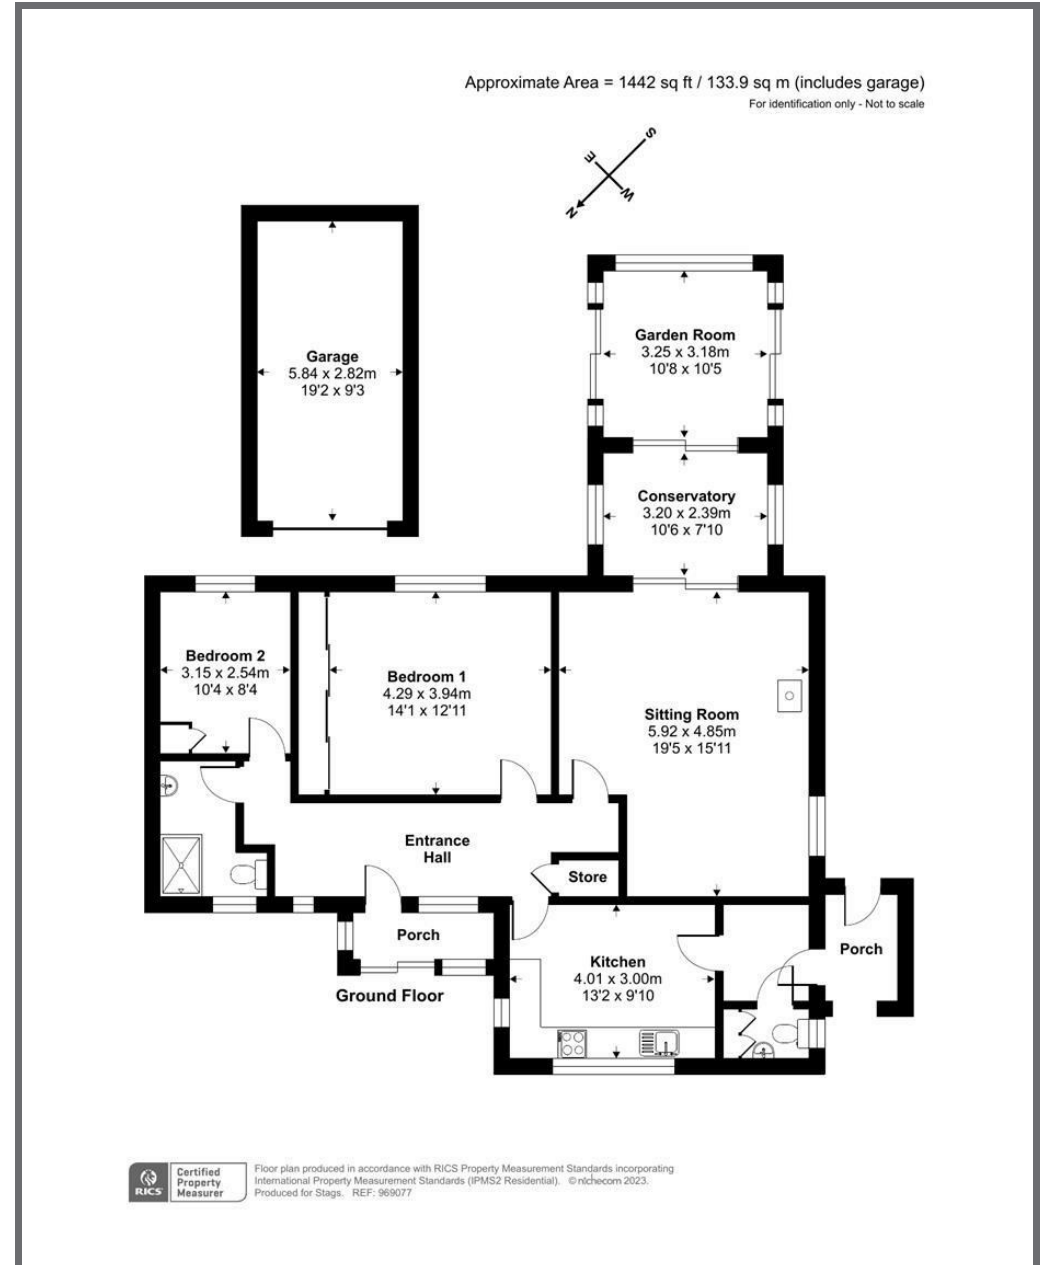 Approximate Area = 1442 sq ft / 133.9 sq m (includes garage)
For identification only - Not to scale
S
E
W
N
Garage
5.84 x 2.82m
19'2 x 9'3
Garden Room
3.25 x 3.18m
10'8 x 10'5
Conservatory
3.20 x 2.39m
10'6 x 7'10
Bedroom 2
3.15 x 2.54m
10'4 x 8'4
Bedroom 1
4.29 x 3.94m
14'1 x 12'11
Sitting Room
5.92 x 4.85m
19'5 x 15'11
Entrance
Hall
Store
Porch
Kitchen
4.01 x 3.00m
13'2 x 9'10
Porch
Ground Floor
RICS
Certified
Property
Measurer
Floor plan produced in accordance with RICS Property Measurement Standards incorporating
International Property Measurement Standards (IPMS2 Residential). © nichecom 2023.
Produced for Stags. REF: 969077